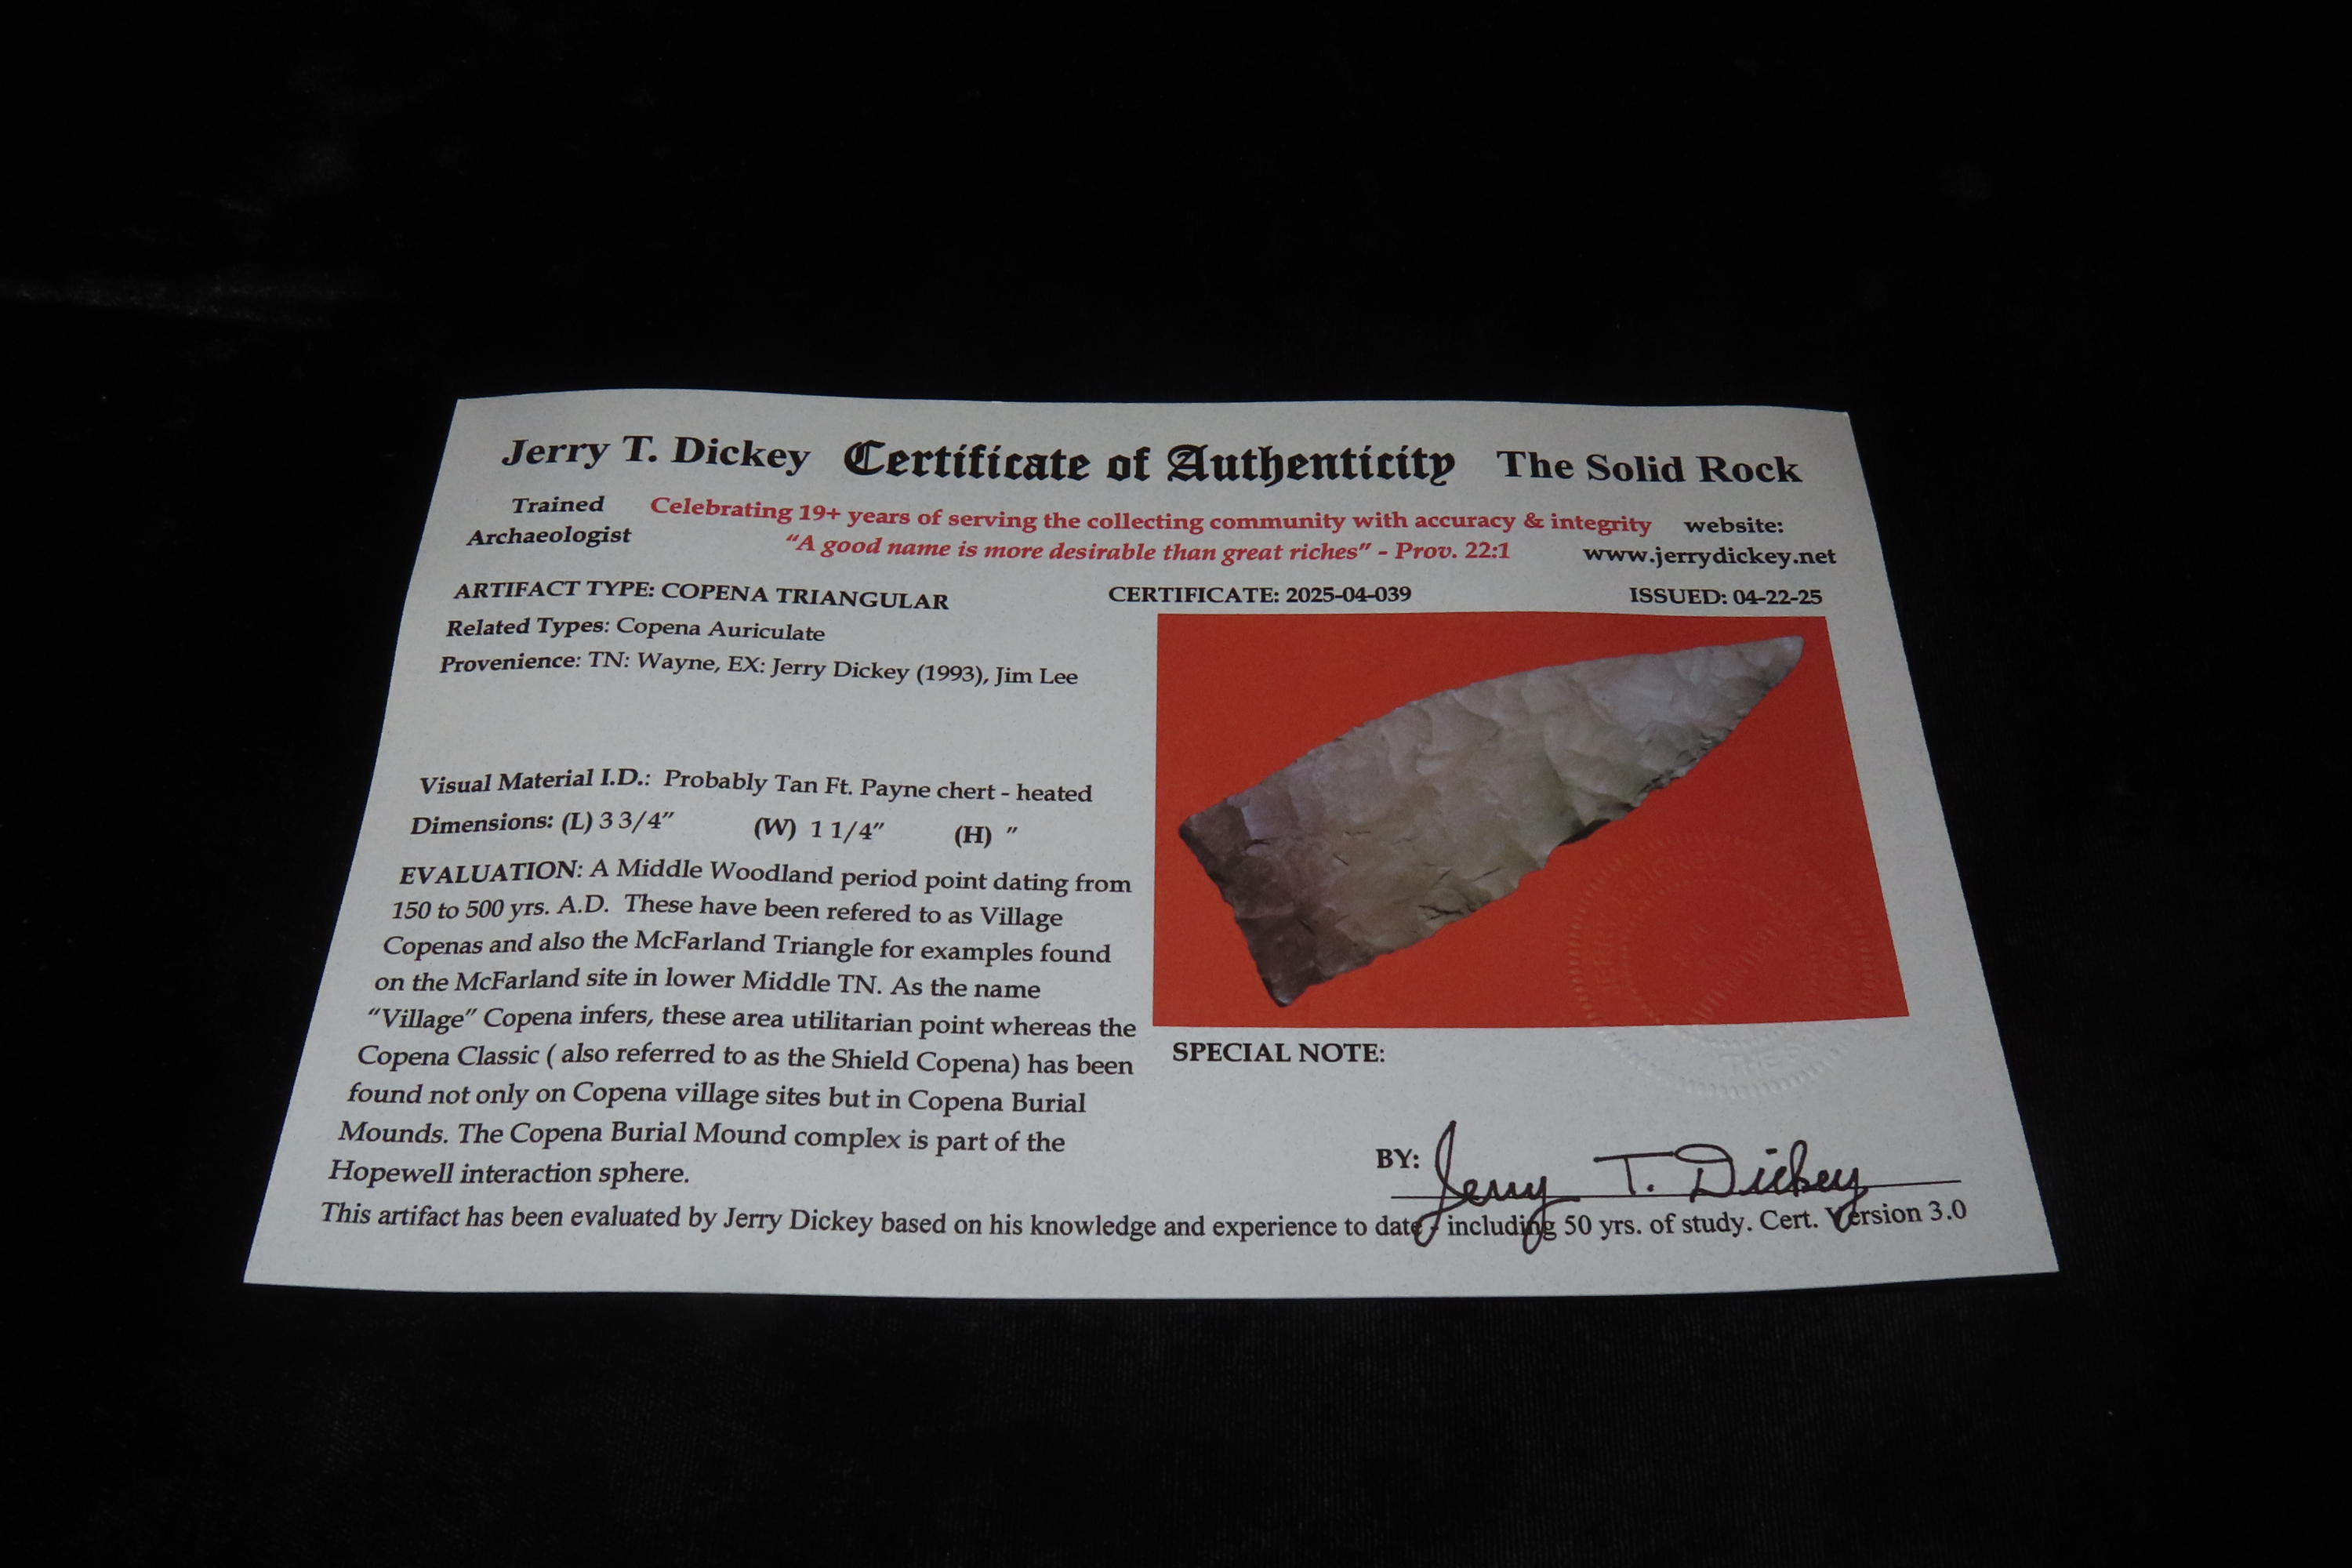 Jerry T. Dickey Certificate of Authenticity The Solid Rock
Trained Archaeologist
Celebrating 19+ years of serving the collecting community with accuracy & integrity
"A good name is more desirable than great riches" - Prov. 22:1
website:
www.jerrydickey.net
ARTIFACT TYPE: COPENA TRIANGULAR
CERTIFICATE: 2025-04-039
ISSUED: 04-22-25
Related Types: Copena Auriculate
Provenience: TN: Wayne, EX: Jerry Dickey (1993), Jim Lee
Visual Material I.D.: Probably Tan Ft. Payne chert - heated
Dimensions: (L) 3 3/4" (W) 1 1/4" (H) "
EVALUATION: A Middle Woodland period point dating from
150 to 500 yrs. A.D. These have been refered to as Village
Copenas and also the McFarland Triangle for examples found
on the McFarland site in lower Middle TN. As the name
"Village" Copena infers, these area utilitarian point whereas the
Copena Classic ( also referred to as the Shield Copena) has been
found not only on Copena village sites but in Copena Burial
Mounds. The Copena Burial Mound complex is part of the
Hopewell interaction sphere.
SPECIAL NOTE:
BY: Jerry T. Dickey
This artifact has been evaluated by Jerry Dickey based on his knowledge and experience to date - including 50 yrs. of study. Cert. Version 3.0